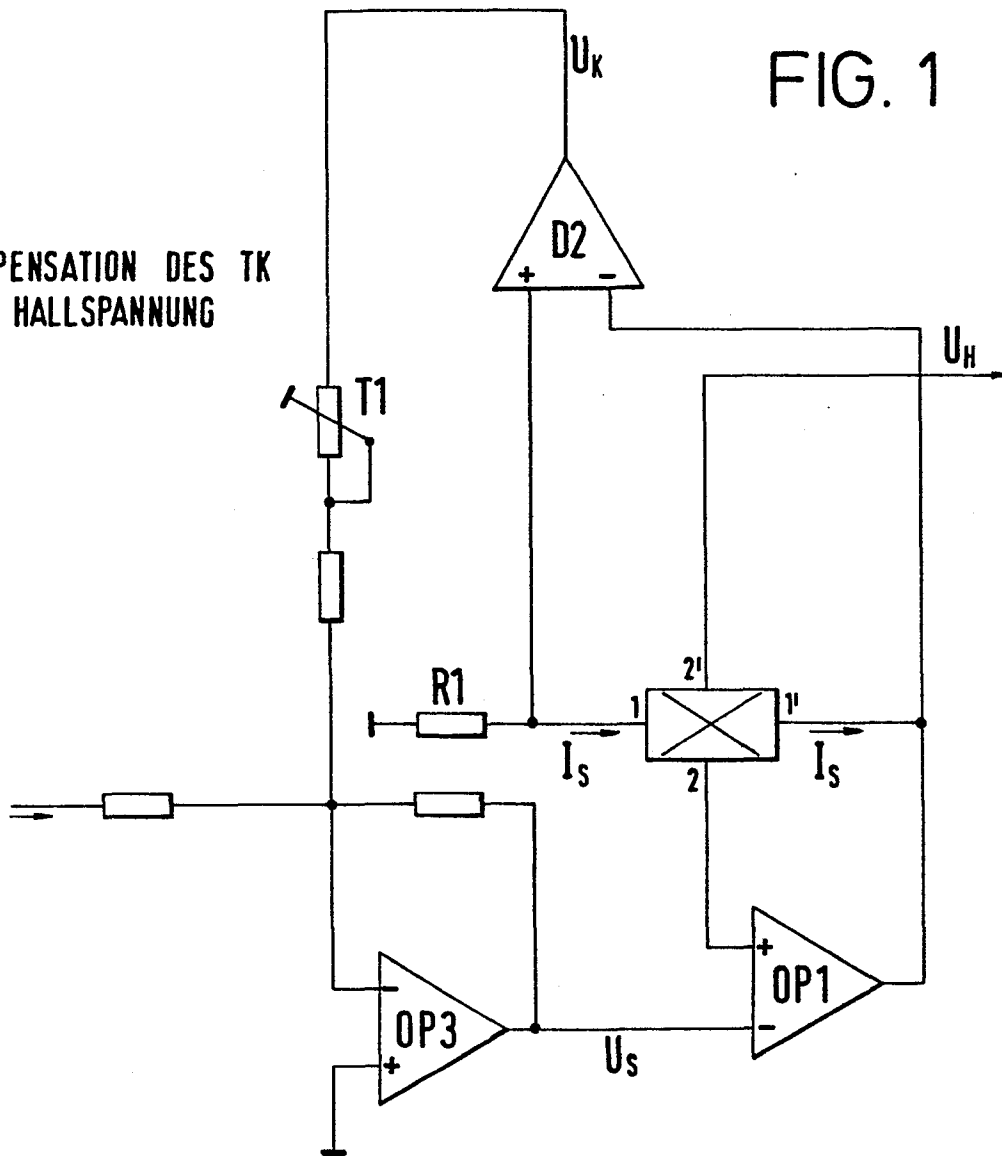 FIG. 1
U_K
D2
+ −
PENSATION DES TK
HALLSPANNUNG
U_H
T1
R1
2'
1
1'
I_S
I_S
2
+
OP1
−
−
OP3
+
U_S